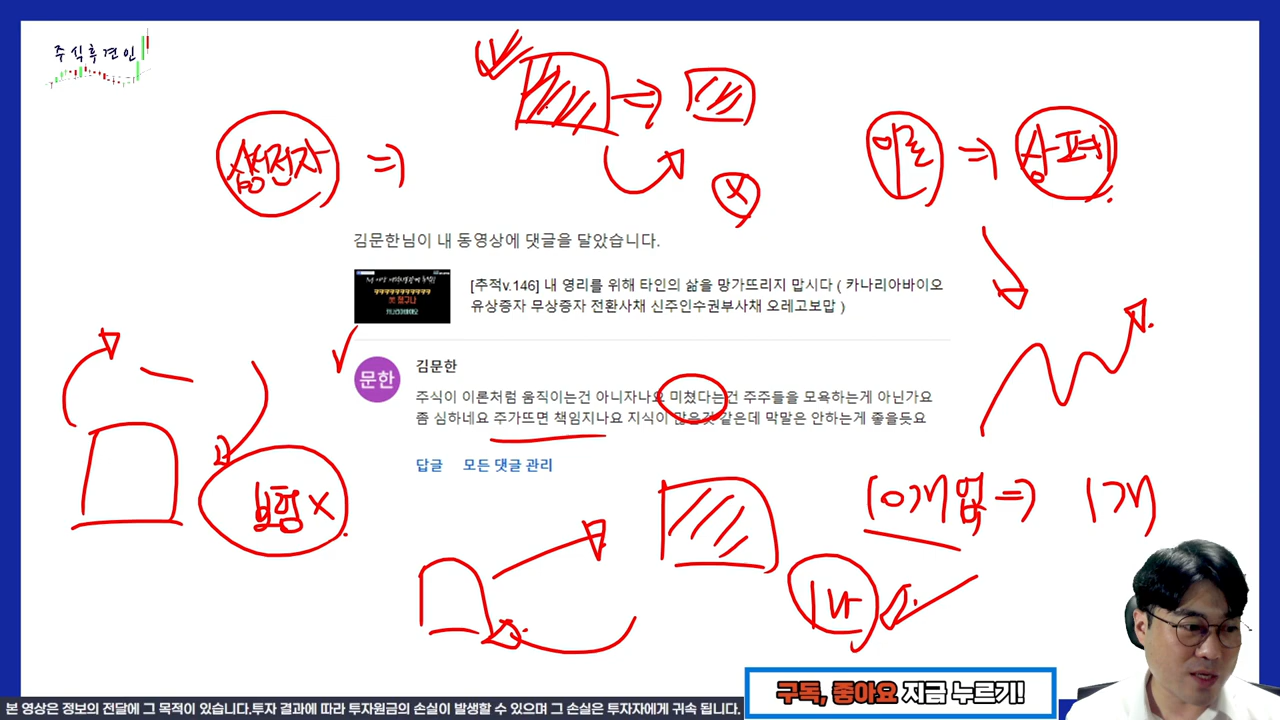 주식후견인
삼전자
이론
상폐
X
김문한님이 내 동영상에 댓글을 달았습니다.
[추적v.146] 내 영리를 위해 타인의 삶을 망가뜨리지 맙시다 ( 카나리아바이오
유상증자 무상증자 전환사채 신주인수권부사채 오레고보맙 )
문한
김문한
주식이 이론처럼 움직이는건 아니자나요 미쳤다는건 주주들을 모욕하는게 아닌가요
좀 심하네요 주가뜨면 책임지나요 지식이 많은것 같은데 막말은 안하는게 좋을듯요
답글 모든 댓글 관리
보험 X
10개
1개
구독, 좋아요 지금 누르기!
본 영상은 정보의 전달에 그 목적이 있습니다.투자 결과에 따라 투자원금의 손실이 발생할 수 있으며 그 손실은 투자자에게 귀속 됩니다.